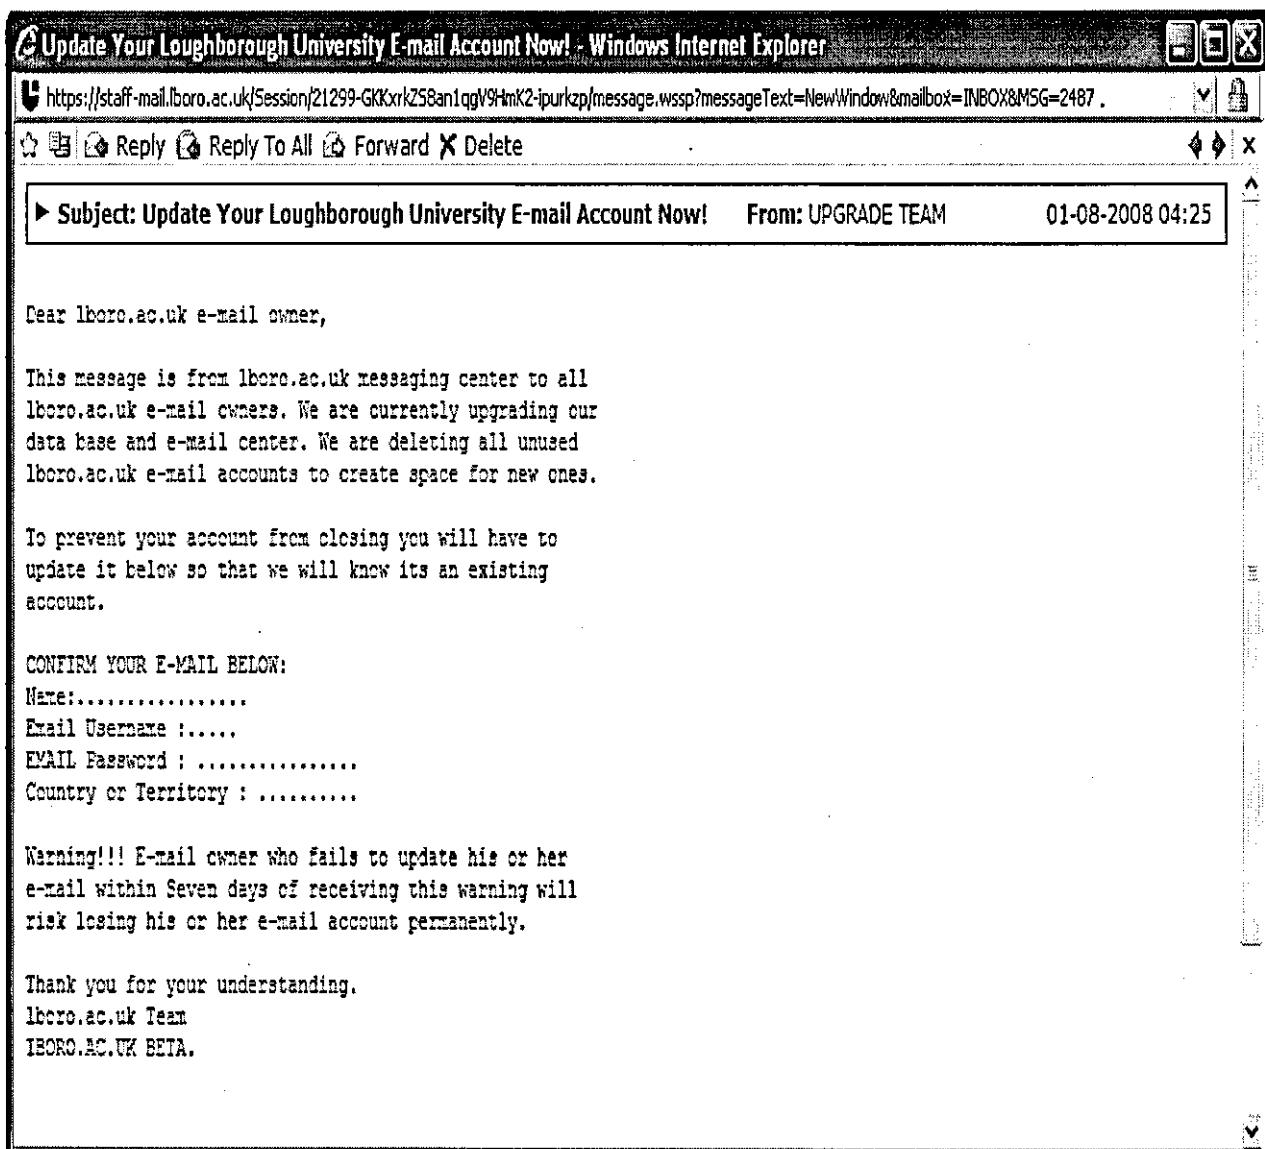 Update Your Loughborough University E-mail Account Now! - Windows Internet Explorer
https://staff-mail.lboro.ac.uk/Session/21299-GKKxrkZS8an1qgV9HmK2-ipurkzp/message.wssp?messageText=NewWindow&mailbox=INBOX&MSG=2487
Reply Reply To All Forward Delete
Subject: Update Your Loughborough University E-mail Account Now! From: UPGRADE TEAM 01-08-2008 04:25
Dear lboro.ac.uk e-mail owner,
This message is from lboro.ac.uk messaging center to all
lboro.ac.uk e-mail owners. We are currently upgrading our
data base and e-mail center. We are deleting all unused
lboro.ac.uk e-mail accounts to create space for new ones.
To prevent your account from closing you will have to
update it below so that we will know its an existing
account.
CONFIRM YOUR E-MAIL BELOW:
Name:.................
Email Username :.....
EMAIL Password : ................
Country or Territory : ..........
Warning!!! E-mail owner who fails to update his or her
e-mail within Seven days of receiving this warning will
risk losing his or her e-mail account permanently.
Thank you for your understanding.
lboro.ac.uk Team
IBORO.AC.UK BETA.